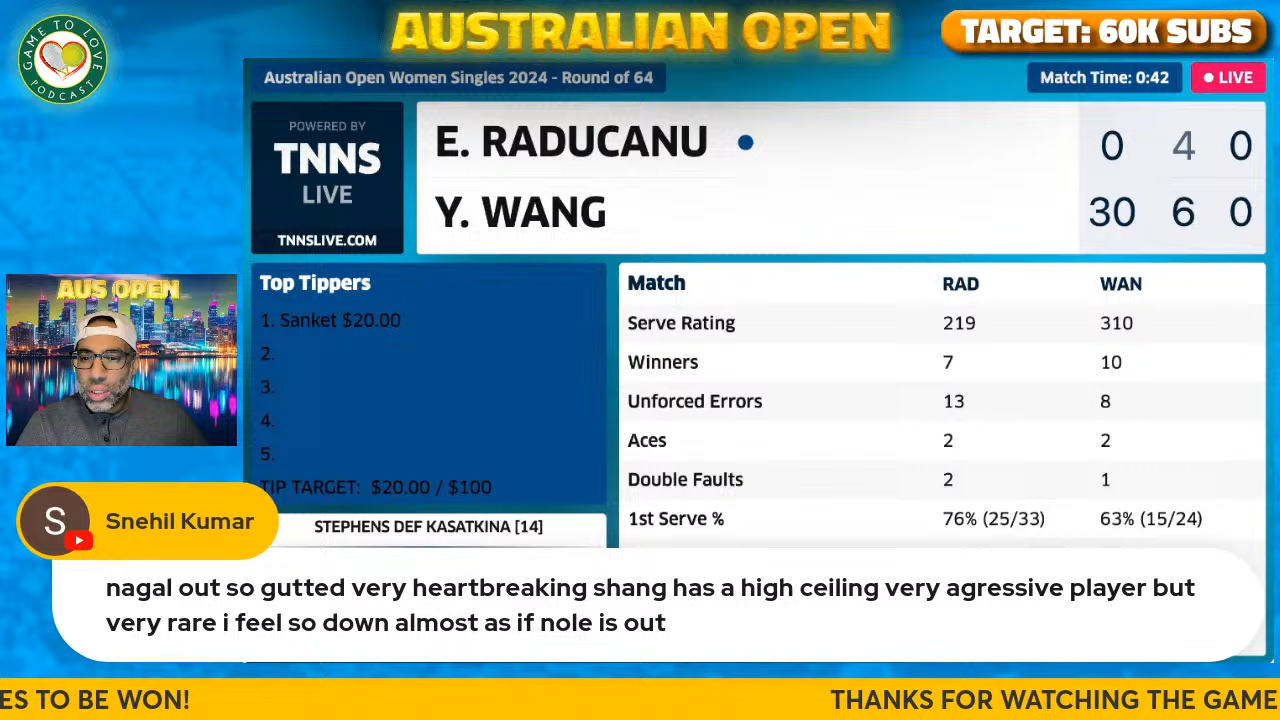 GAME TO LOVE
PODCAST
AUSTRALIAN OPEN
TARGET: 60K SUBS
Australian Open Women Singles 2024 - Round of 64
Match Time: 0:42
LIVE
POWERED BY
TNNS
LIVE
TNNSLIVE.COM
E. RADUCANU 0 4 0
Y. WANG 30 6 0
AUS OPEN
Top Tippers
1. Sanket $20.00
2.
3.
4.
5.
TIP TARGET: $20.00 / $100
STEPHENS DEF KASATKINA [14]
Match RAD WAN
Serve Rating 219 310
Winners 7 10
Unforced Errors 13 8
Aces 2 2
Double Faults 2 1
1st Serve % 76% (25/33) 63% (15/24)
S
Snehil Kumar
nagal out so gutted very heartbreaking shang has a high ceiling very agressive player but
very rare i feel so down almost as if nole is out
ES TO BE WON! THANKS FOR WATCHING THE GAME